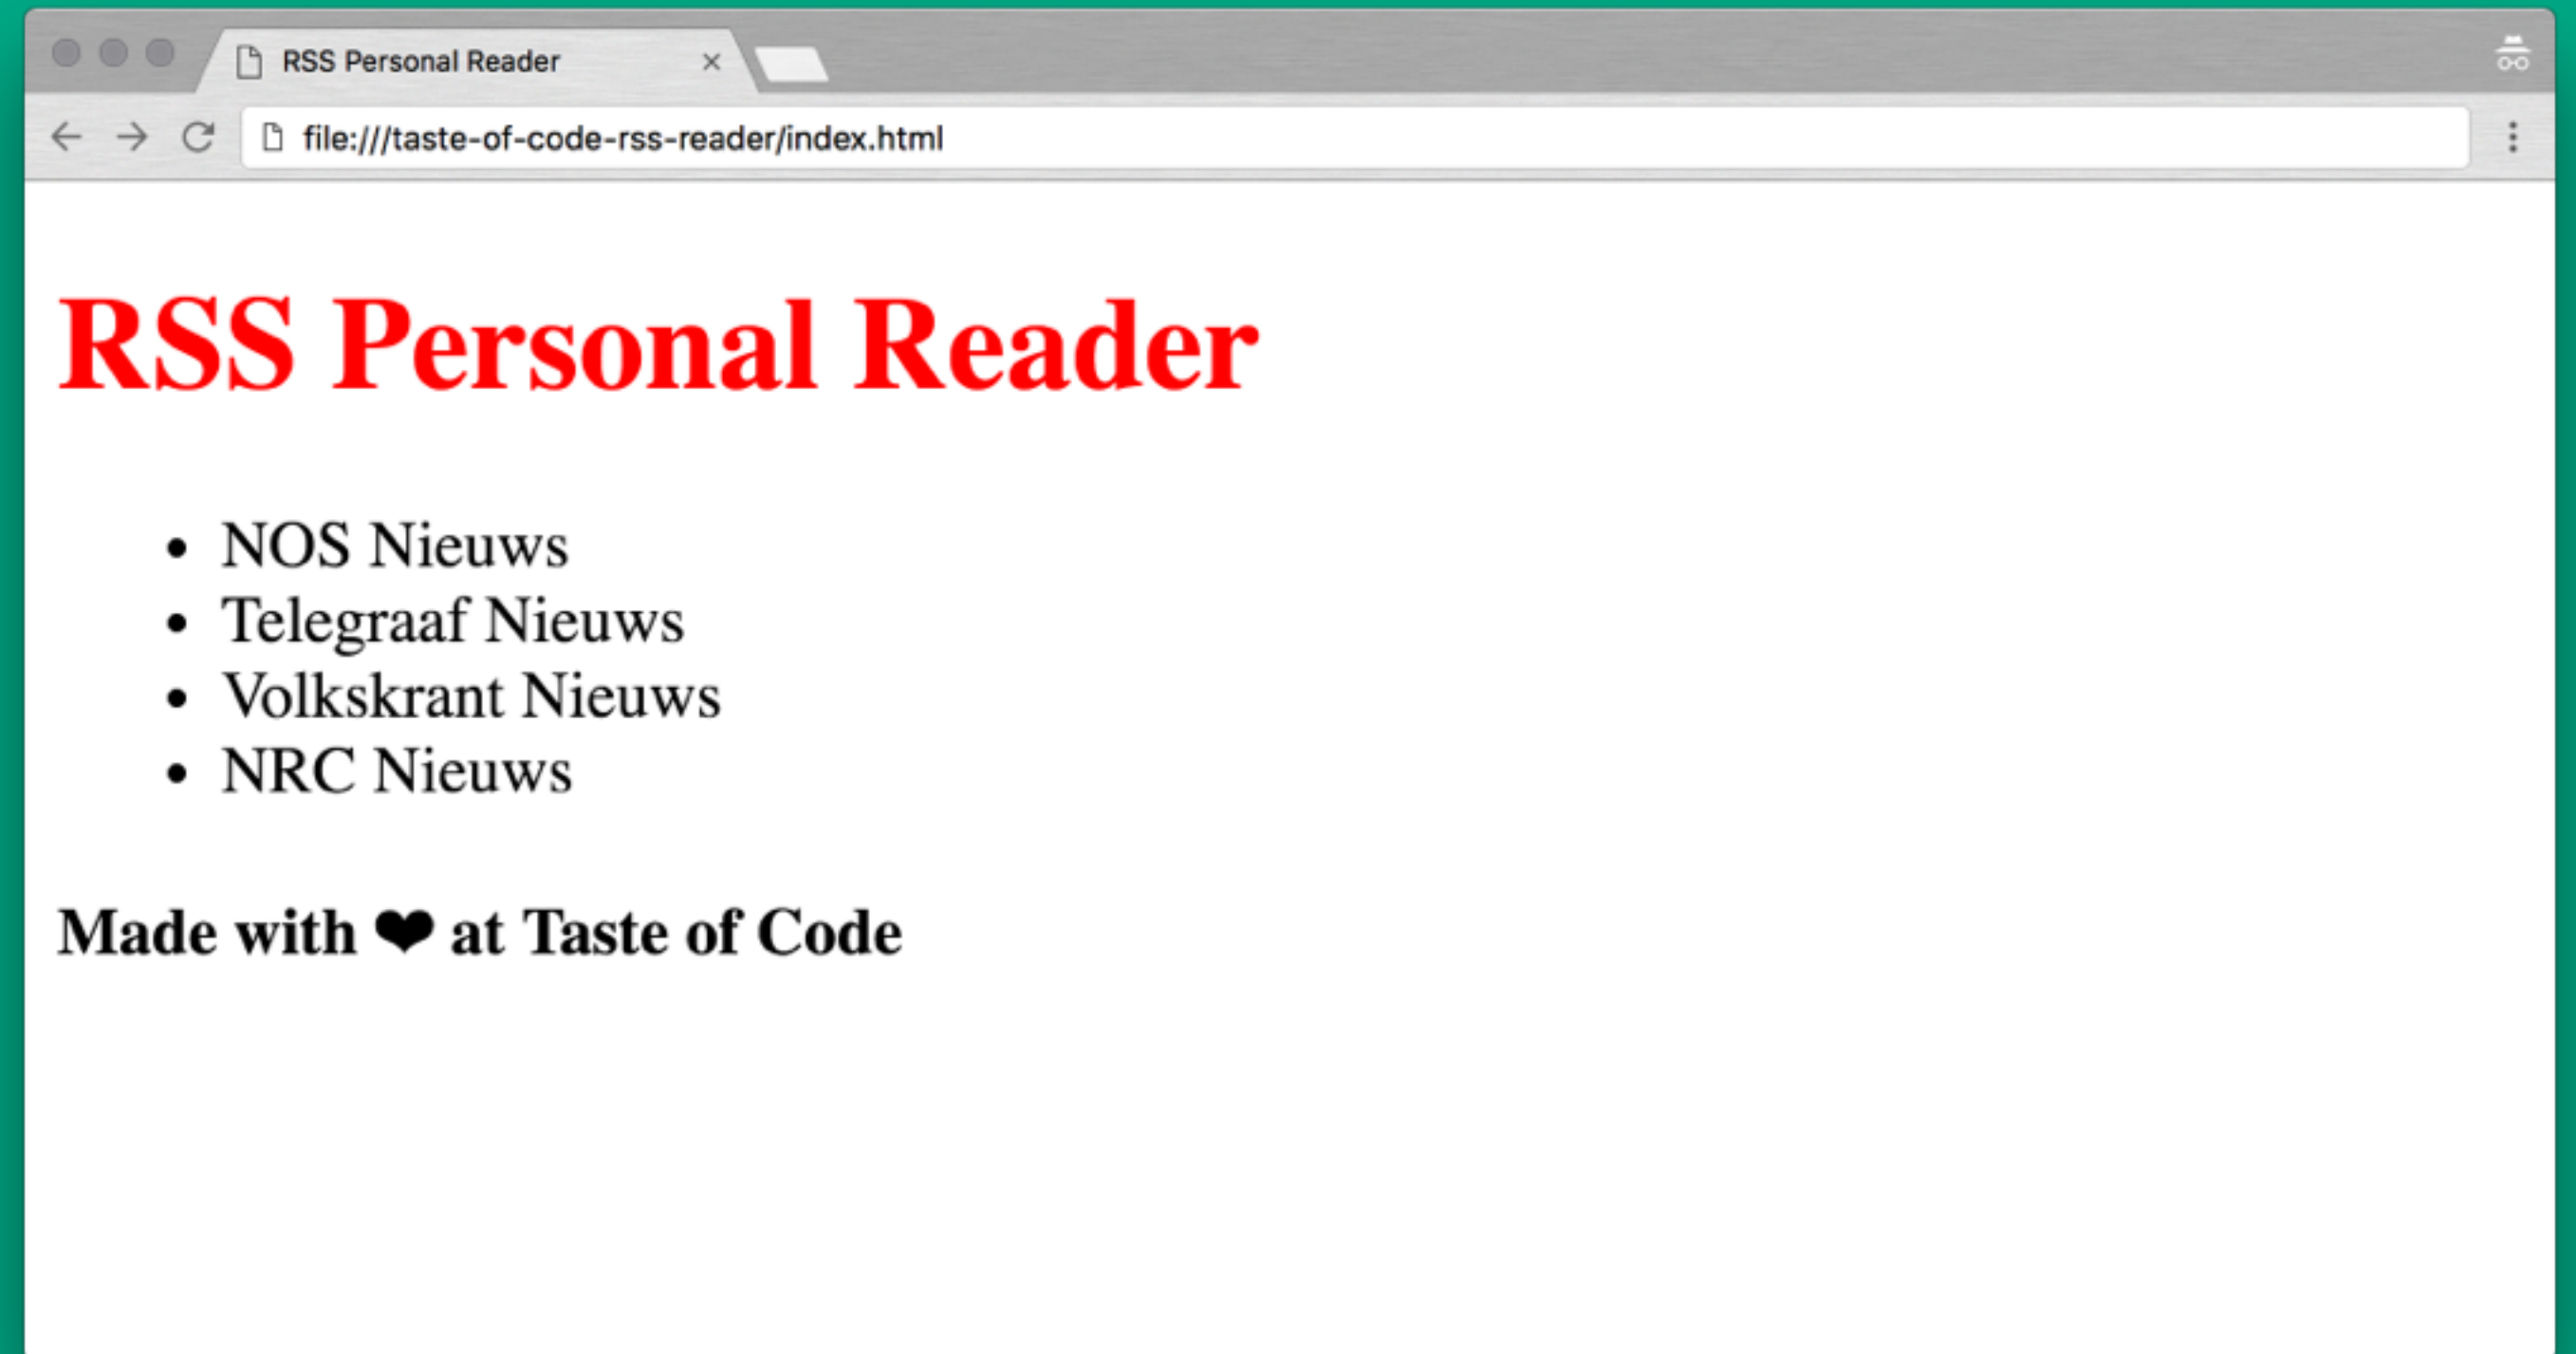 RSS Personal Reader
file:///taste-of-code-rss-reader/index.html
RSS Personal Reader
• NOS Nieuws
• Telegraaf Nieuws
• Volkskrant Nieuws
• NRC Nieuws
Made with ❤ at Taste of Code